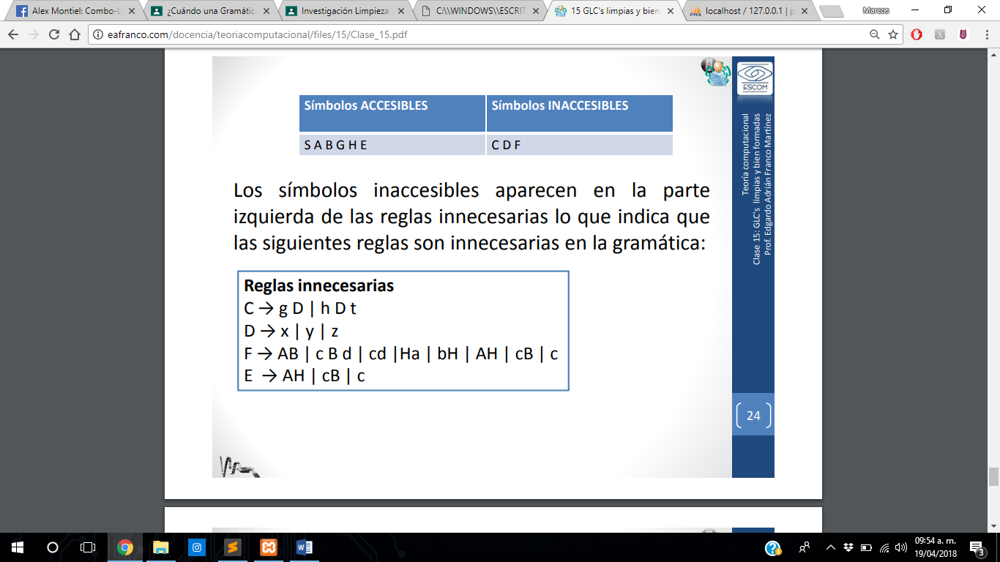 Alex Montiel: Combo-L
¿Cuándo una Gramátic
Investigación Limpieza
C:\\WINDOWS\\ESCRIT
15 GLC's limpias y bien
localhost / 127.0.0.1 | p
Marcos
eafranco.com/docencia/teoriacomputacional/files/15/Clase_15.pdf
ESCOM
Símbolos ACCESIBLES Símbolos INACCESIBLES
S A B G H E C D F
Los símbolos inaccesibles aparecen en la parte
izquierda de las reglas innecesarias lo que indica que
las siguientes reglas son innecesarias en la gramática:
Reglas innecesarias
C → g D | h D t
D → x | y | z
F → AB | c B d | cd |Ha | bH | AH | cB | c
E → AH | cB | c
Teoría computacional
Clase 15: GLC's limpias y bien formadas
Prof. Edgardo Adrián Franco Martínez
24
09:54 a. m.
19/04/2018
3